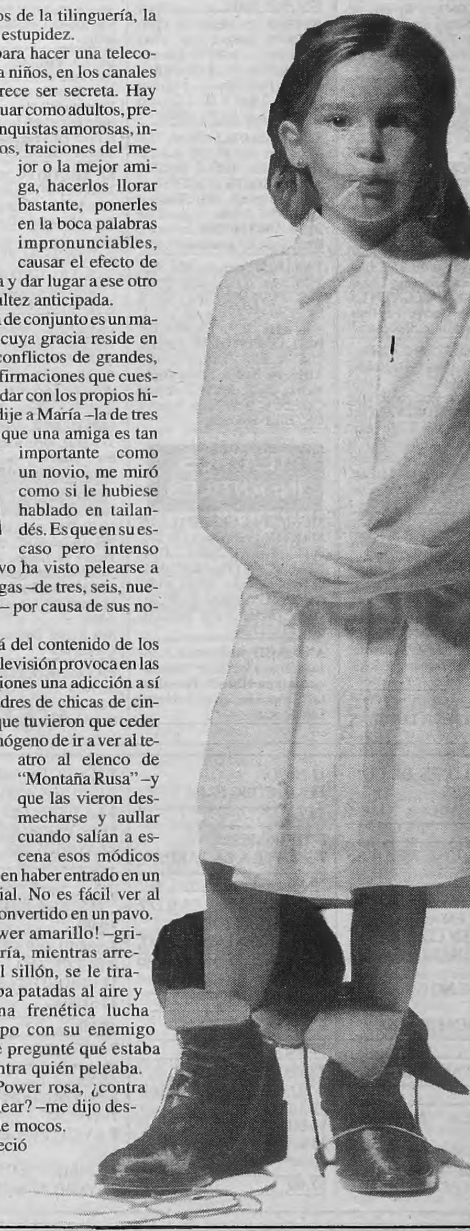 os de la tilinguería, la
estupidez.
para hacer una teleco-
a niños, en los canales
rece ser secreta. Hay
uar como adultos, pre-
nquistas amorosas, in-
os, traiciones del me-
jor o la mejor ami-
ga, hacerlos llorar
bastante, ponerles
en la boca palabras
impronunciables,
causar el efecto de
a y dar lugar a ese otro
ltez anticipada.
de conjunto es un ma-
cuya gracia reside en
conflictos de grandes,
firmaciones que cues-
dar con los propios hi-
dije a María –la de tres
que una amiga es tan
importante como
un novio, me miró
como si le hubiese
hablado en tailan-
dés. Es que en su es-
caso pero intenso
vo ha visto pelearse a
gas –de tres, seis, nue-
– por causa de sus no-
á del contenido de los
levisión provoca en las
iones una adicción a sí
dres de chicas de cin-
que tuvieron que ceder
mógeno de ir a ver al te-
atro al elenco de
“Montaña Rusa” –y
que las vieron des-
mecharse y aullar
cuando salían a es-
cena esos módicos
en haber entrado en un
ial. No es fácil ver al
onvertido en un pavo.
wer amarillo! –gri-
ría, mientras arre-
l sillón, se le tira-
ba patadas al aire y
na frenética lucha
po con su enemigo
e pregunté qué estaba
ntra quién peleaba.
Power rosa, ¿contra
lear? –me dijo des-
e mocos.
eció